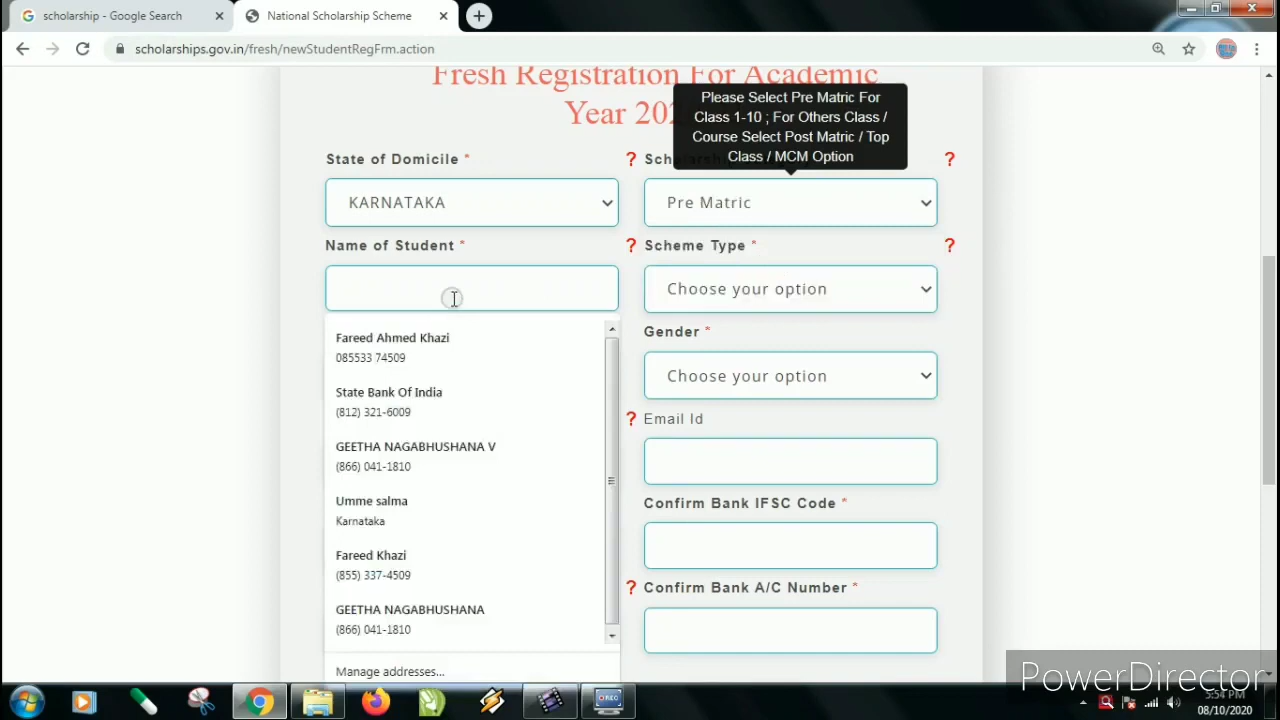 scholarship - Google Search
National Scholarship Scheme
scholarships.gov.in/fresh/newStudentRegFrm.action
Fresh Registration For Academic
Year 202
Please Select Pre Matric For
Class 1-10 ; For Others Class /
Course Select Post Matric / Top
Class / MCM Option
State of Domicile *
?
?
KARNATAKA
Pre Matric
Name of Student *
? Scheme Type *
?
Choose your option
Gender *
Choose your option
Fareed Ahmed Khazi
085533 74509
State Bank Of India
(812) 321-6009
GEETHA NAGABHUSHANA V
(866) 041-1810
Umme salma
Karnataka
Fareed Khazi
(855) 337-4509
GEETHA NAGABHUSHANA
(866) 041-1810
Manage addresses...
? Email Id
Confirm Bank IFSC Code *
? Confirm Bank A/C Number *
PowerDirector
REC
5:54 PM
08/10/2020